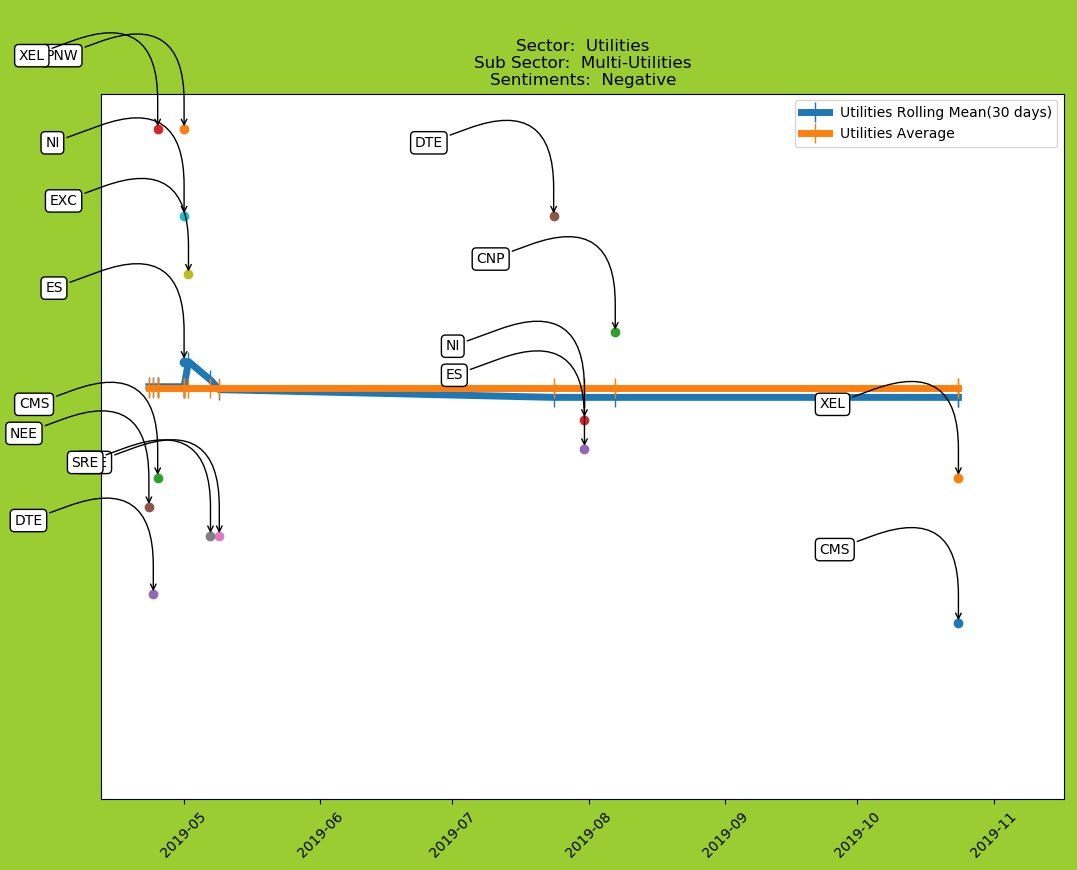 Sector:  Utilities
Sub Sector:  Multi-Utilities
Sentiments:  Negative
Utilities Rolling Mean(30 days)
Utilities Average
XEL
PNW
NI
DTE
EXC
CNP
ES
NI
ES
CMS
XEL
NEE
SRE
DTE
CMS
2019-05
2019-06
2019-07
2019-08
2019-09
2019-10
2019-11